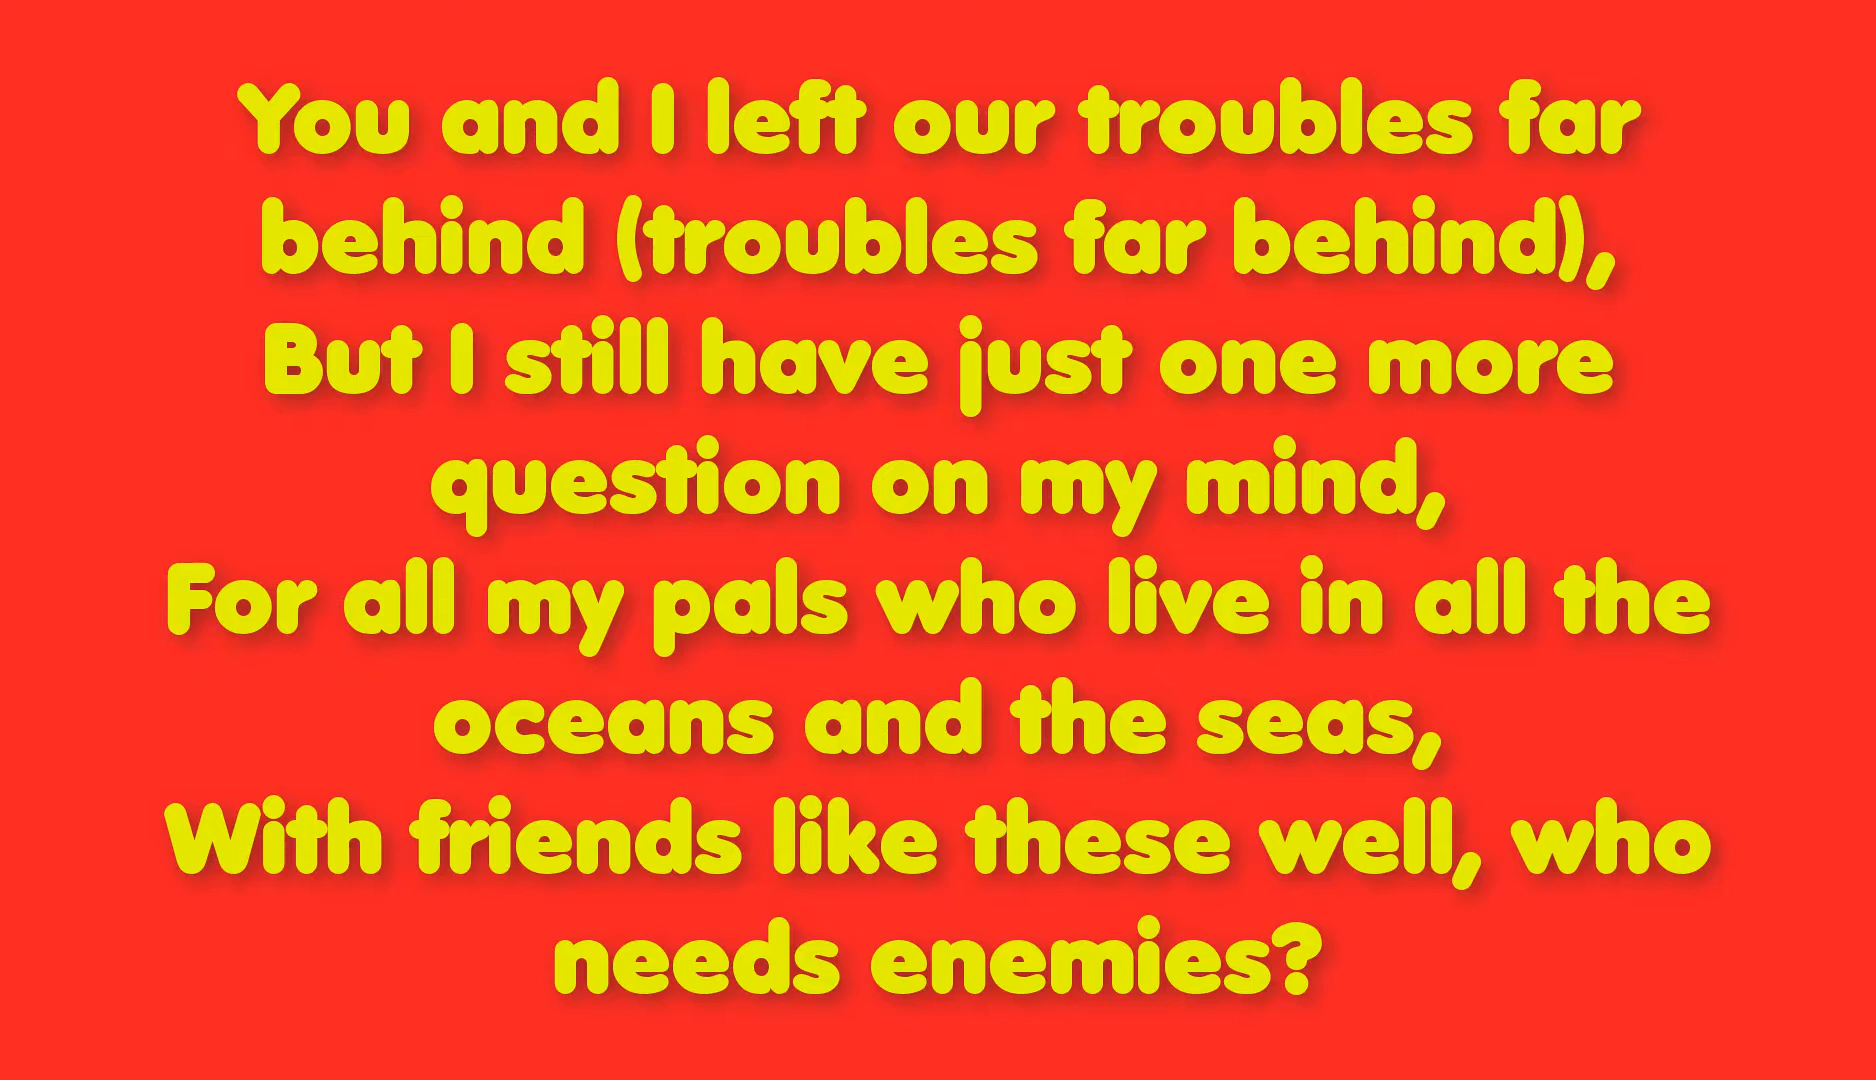 You and I left our troubles far
behind (troubles far behind),
But I still have just one more
question on my mind,
For all my pals who live in all the
oceans and the seas,
With friends like these well, who
needs enemies?